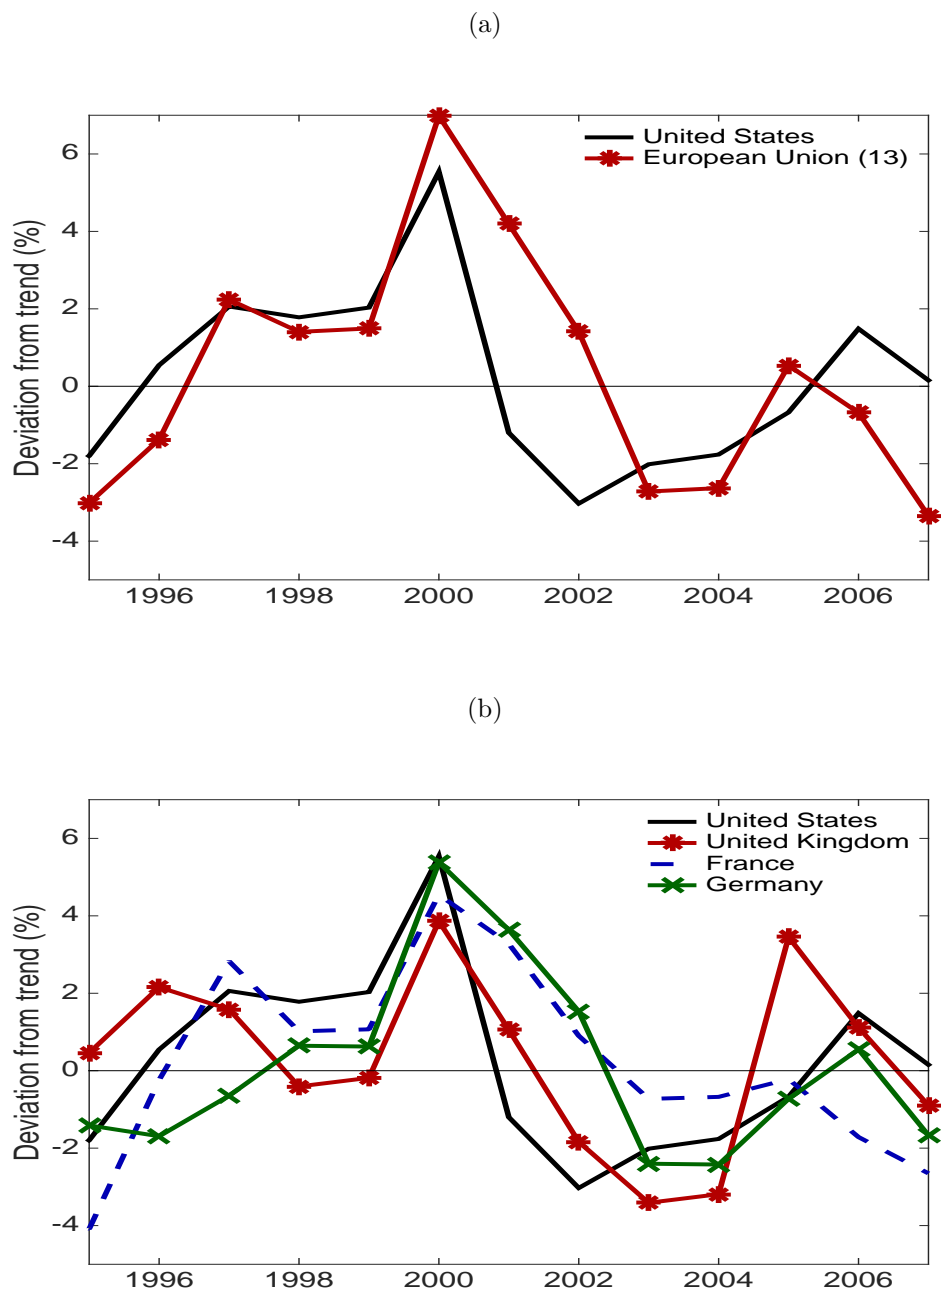 (a)
United States
European Union (13)
Deviation from trend (%)
6
4
2
0
-2
-4
1996 1998 2000 2002 2004 2006
(b)
United States
United Kingdom
France
Germany
Deviation from trend (%)
6
4
2
0
-2
-4
1996 1998 2000 2002 2004 2006